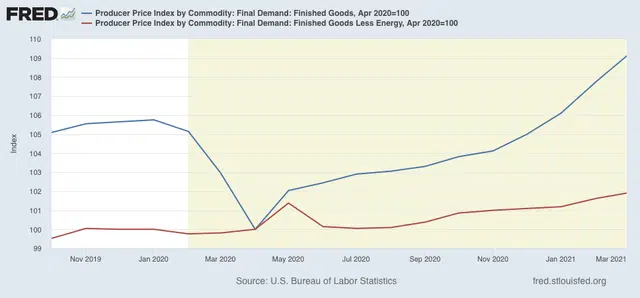 FRED
Producer Price Index by Commodity: Final Demand: Finished Goods, Apr 2020=100
Producer Price Index by Commodity: Final Demand: Finished Goods Less Energy, Apr 2020=100
110
109
108
107
106
105
104
103
102
101
100
99
Index
Nov 2019 Jan 2020 Mar 2020 May 2020 Jul 2020 Sep 2020 Nov 2020 Jan 2021 Mar 2021
Source: U.S. Bureau of Labor Statistics fred.stlouisfed.org